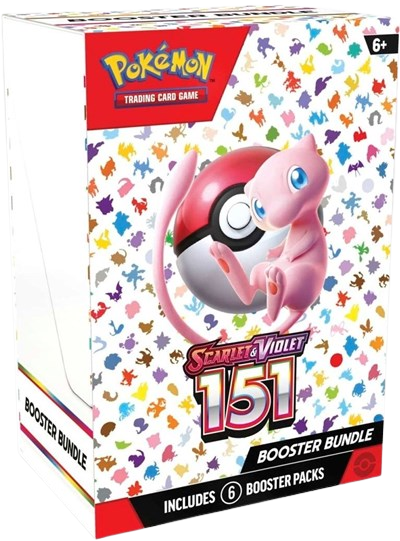 Pokémon
TRADING CARD GAME
6+
SCARLET & VIOLET
151
BOOSTER BUNDLE
INCLUDES 6 BOOSTER PACKS
BOOSTER BUNDLE